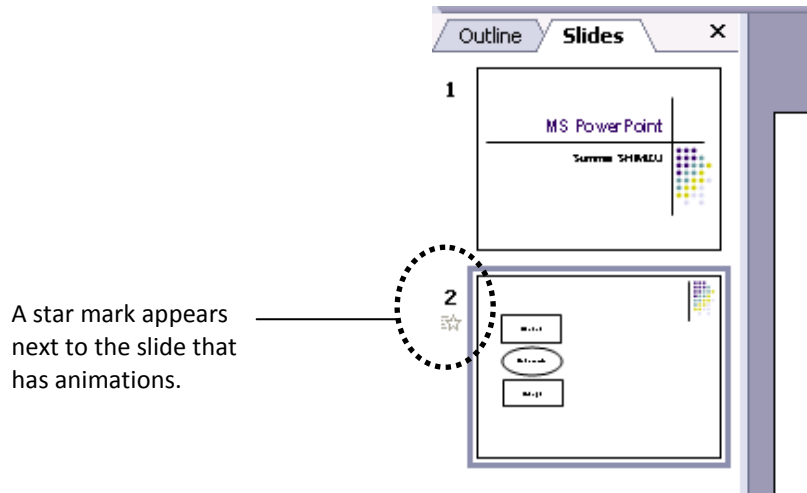 Outline Slides
1
MS PowerPoint
2
A star mark appears
next to the slide that
has animations.